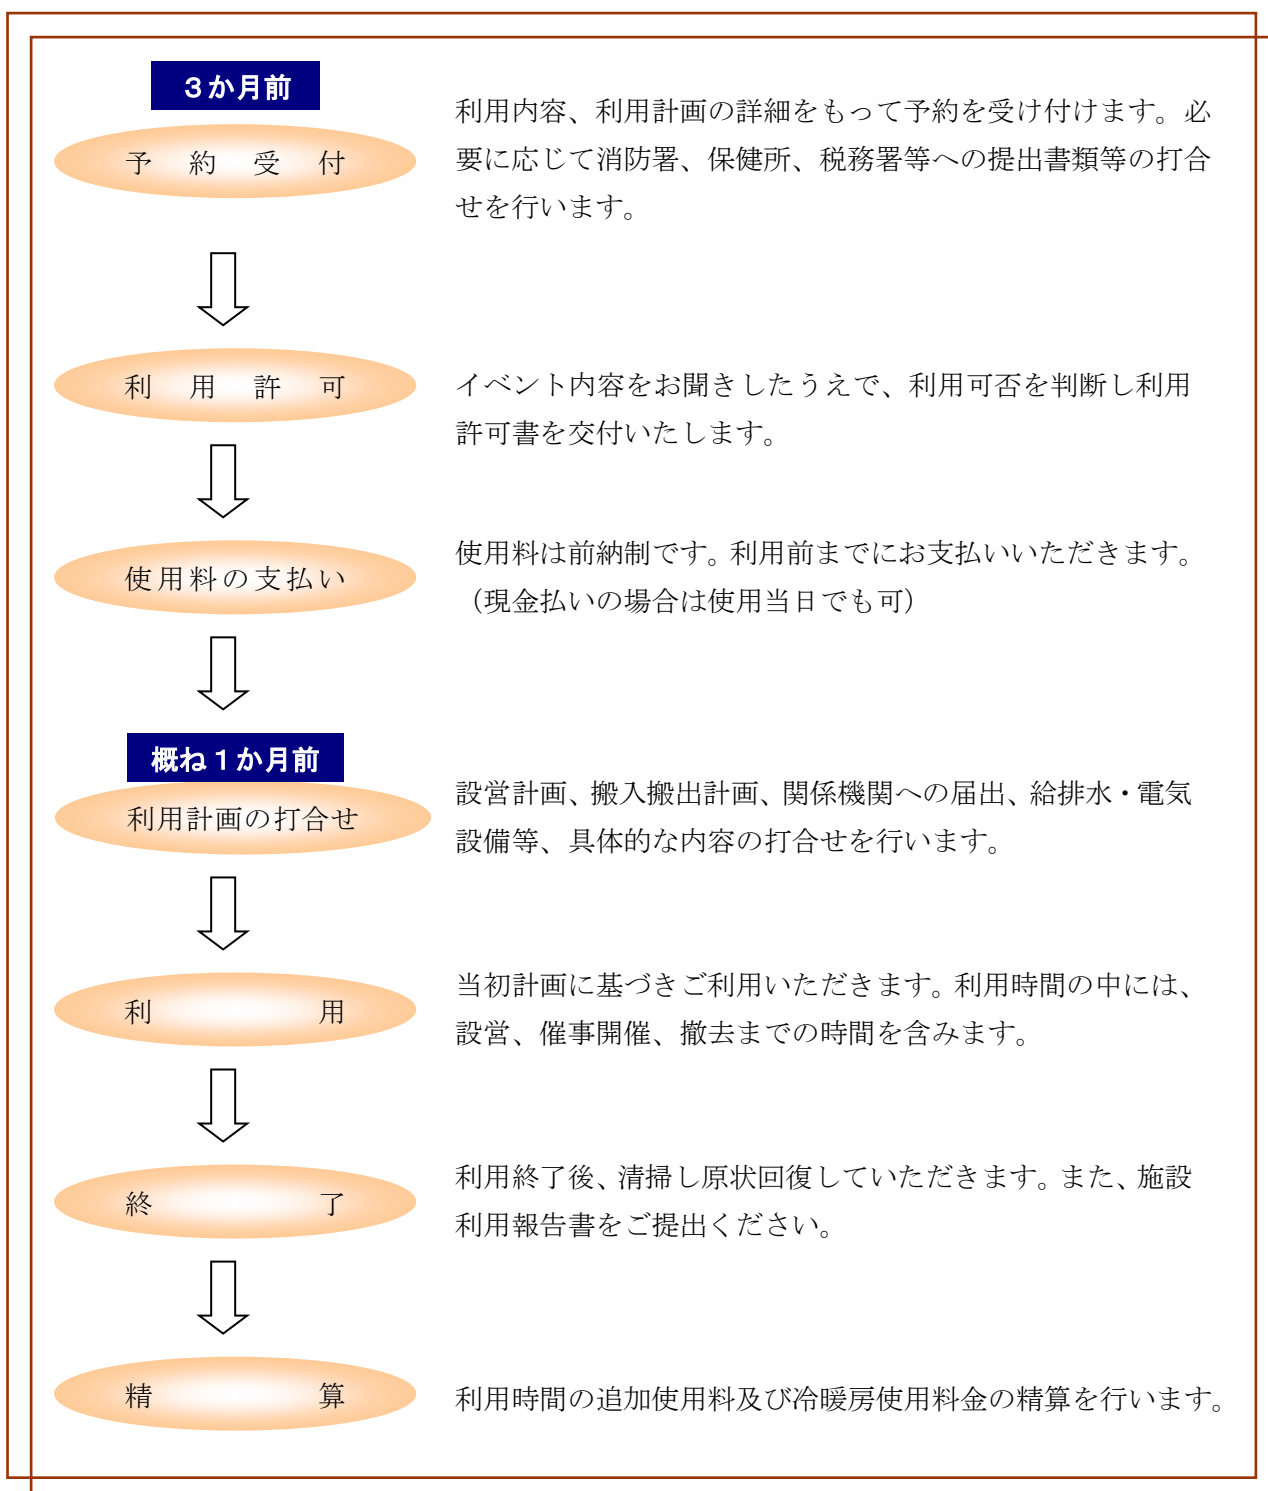 ３か月前
予約受付
利用内容、利用計画の詳細をもって予約を受け付けます。必
要に応じて消防署、保健所、税務署等への提出書類等の打合
せを行います。
利用許可
イベント内容をお聞きしたうえで、利用可否を判断し利用
許可書を交付いたします。
使用料の支払い
使用料は前納制です。利用前までにお支払いいただきます。
（現金払いの場合は使用当日でも可）
概ね１か月前
利用計画の打合せ
設営計画、搬入搬出計画、関係機関への届出、給排水・電気
設備等、具体的な内容の打合せを行います。
利用
当初計画に基づきご利用いただきます。利用時間の中には、
設営、催事開催、撤去までの時間を含みます。
終了
利用終了後、清掃し原状回復していただきます。また、施設
利用報告書をご提出ください。
精算
利用時間の追加使用料及び冷暖房使用料金の精算を行います。